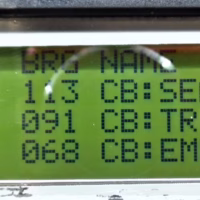 BRG NAME
113 CB:SE
091 CB:TR
068 CB:EM